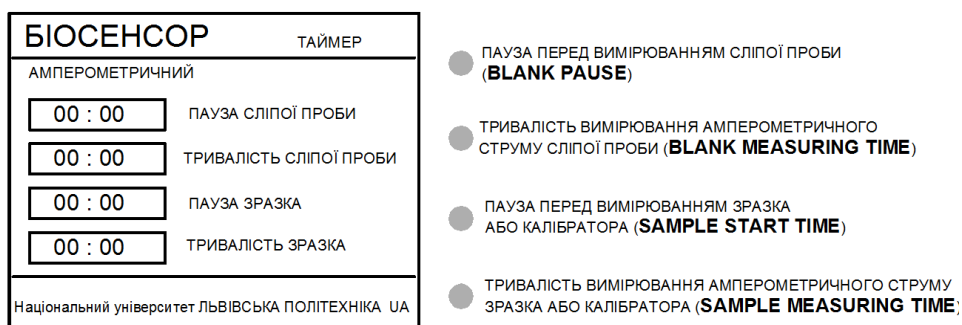 БІОСЕНСОР ТАЙМЕР
АМПЕРОМЕТРИЧНИЙ
00 : 00 ПАУЗА СЛІПОЇ ПРОБИ
00 : 00 ТРИВАЛІСТЬ СЛІПОЇ ПРОБИ
00 : 00 ПАУЗА ЗРАЗКА
00 : 00 ТРИВАЛІСТЬ ЗРАЗКА
Національний університет ЛЬВІВСЬКА ПОЛІТЕХНІКА UA
ПАУЗА ПЕРЕД ВИМІРЮВАННЯМ СЛІПОЇ ПРОБИ
(BLANK PAUSE)
ТРИВАЛІСТЬ ВИМІРЮВАННЯ АМПЕРОМЕТРИЧНОГО
СТРУМУ СЛІПОЇ ПРОБИ (BLANK MEASURING TIME)
ПАУЗА ПЕРЕД ВИМІРЮВАННЯМ ЗРАЗКА
АБО КАЛІБРАТОРА (SAMPLE START TIME)
ТРИВАЛІСТЬ ВИМІРЮВАННЯ АМПЕРОМЕТРИЧНОГО СТРУМУ
ЗРАЗКА АБО КАЛІБРАТОРА (SAMPLE MEASURING TIME)